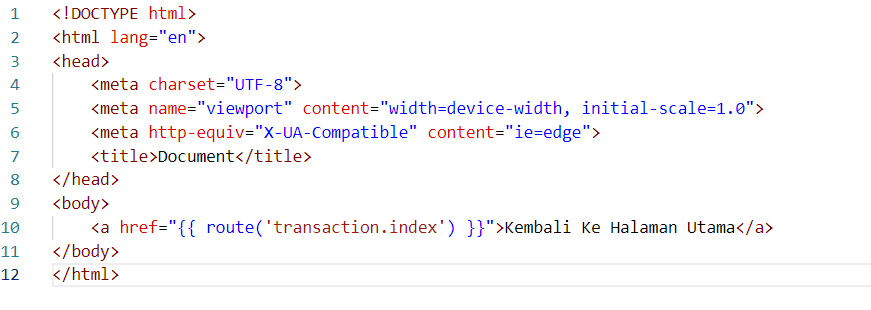 1 <!DOCTYPE html>
2 <html lang="en">
3 <head>
4     <meta charset="UTF-8">
5     <meta name="viewport" content="width=device-width, initial-scale=1.0">
6     <meta http-equiv="X-UA-Compatible" content="ie=edge">
7     <title>Document</title>
8 </head>
9 <body>
10     <a href="{{ route('transaction.index') }}">Kembali Ke Halaman Utama</a>
11 </body>
12 </html>